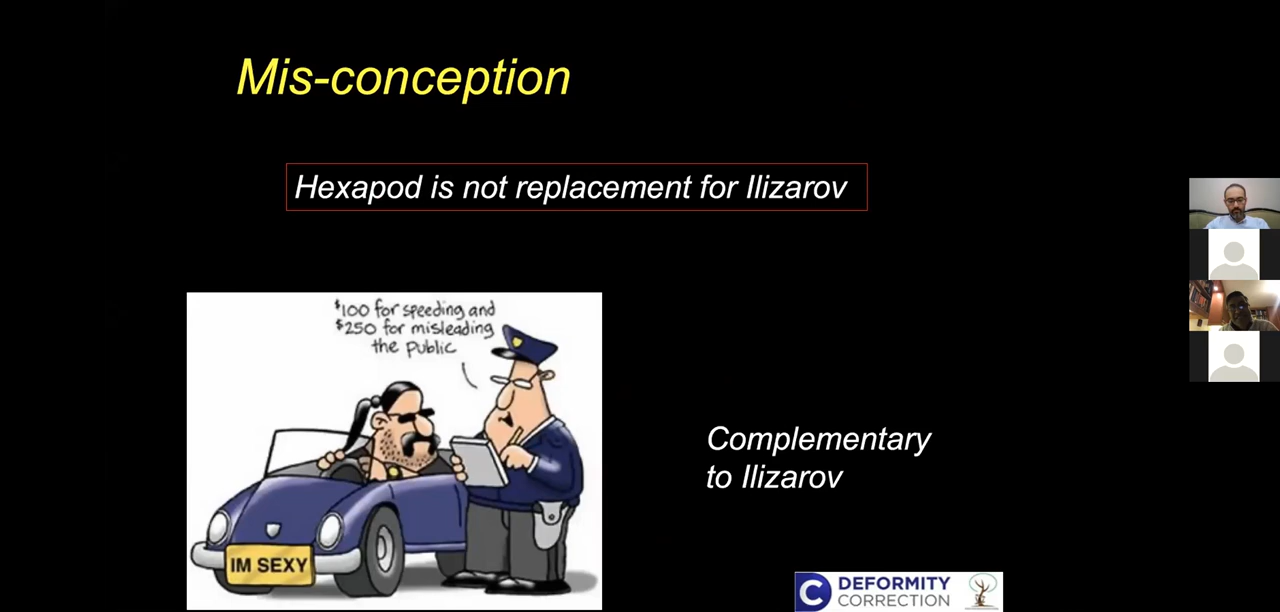 Mis-conception
Hexapod is not replacement for Ilizarov
$100 for speeding and
$250 for misleading
the public
IM SEXY
Complementary
to Ilizarov
C DEFORMITY
CORRECTION